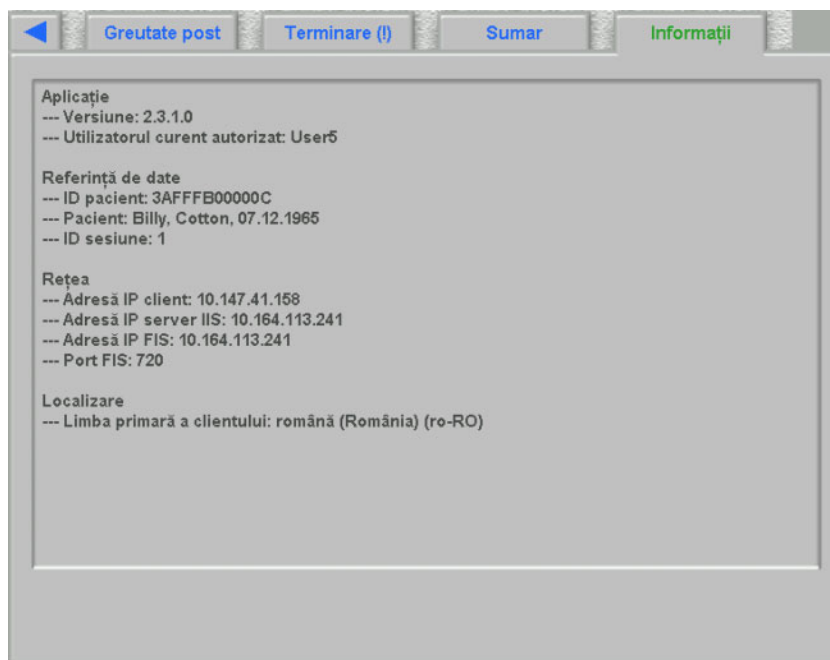 Greutate post
Terminare (!)
Sumar
Informații
Aplicație
--- Versiune: 2.3.1.0
--- Utilizatorul curent autorizat: User5
Referință de date
--- ID pacient: 3AFFFB00000C
--- Pacient: Billy, Cotton, 07.12.1965
--- ID sesiune: 1
Rețea
--- Adresă IP client: 10.147.41.158
--- Adresă IP server IIS: 10.164.113.241
--- Adresă IP FIS: 10.164.113.241
--- Port FIS: 720
Localizare
--- Limba primară a clientului: română (România) (ro-RO)